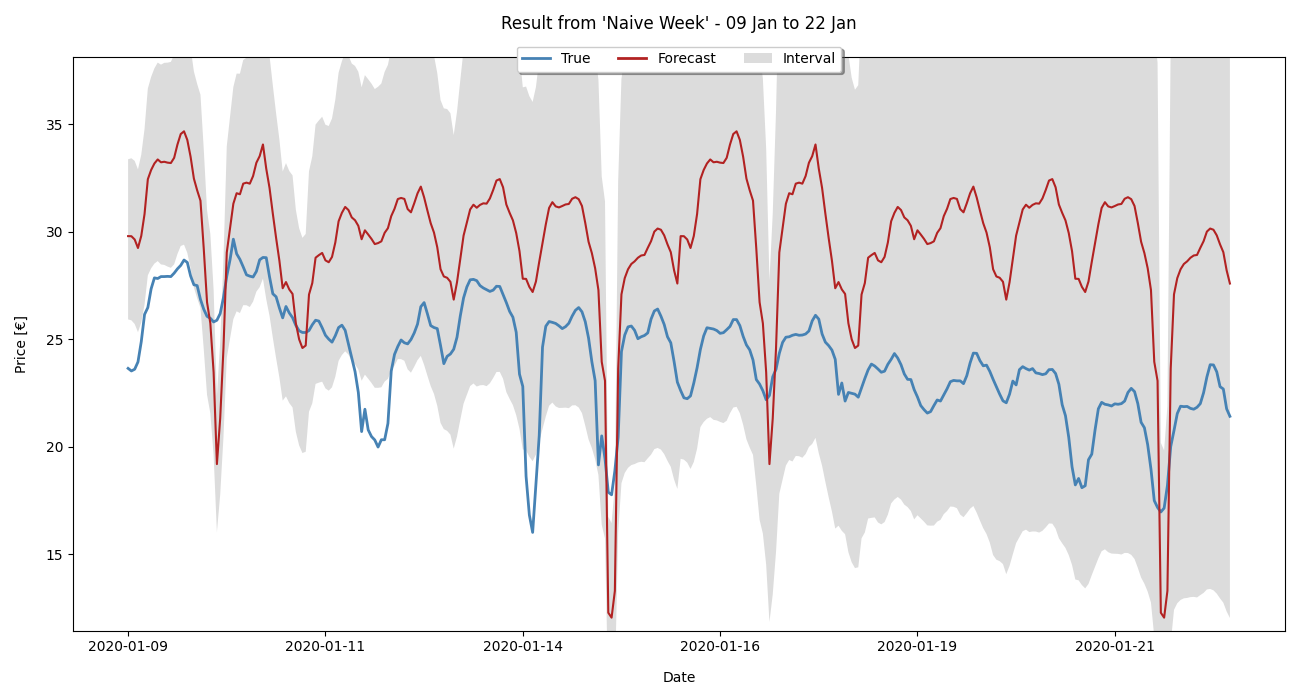 Result from 'Naive Week' - 09 Jan to 22 Jan
True Forecast Interval
Price [€]
35
30
25
20
15
2020-01-09 2020-01-11 2020-01-14 2020-01-16 2020-01-19 2020-01-21
Date